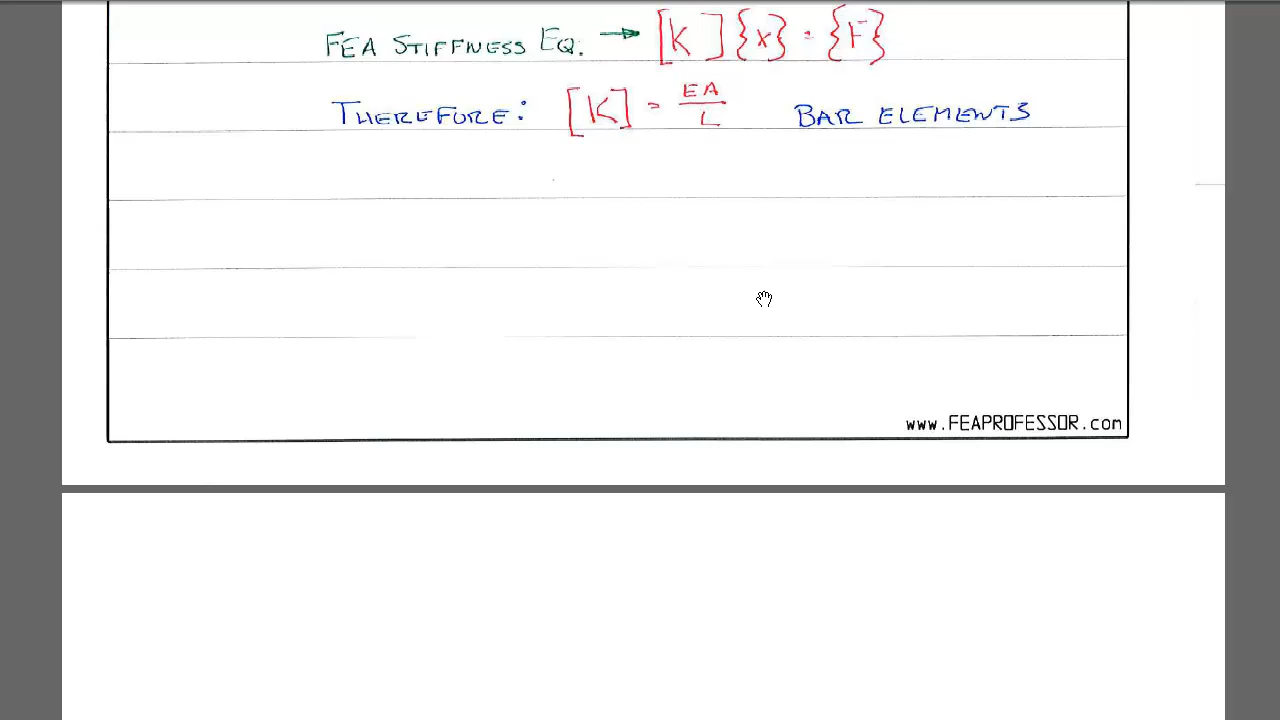 FEA STIFFNESS EQ. → [K]{x} = {F}
THEREFORE: [K] = EA/L BAR ELEMENTS
www.FEAPROFESSOR.com